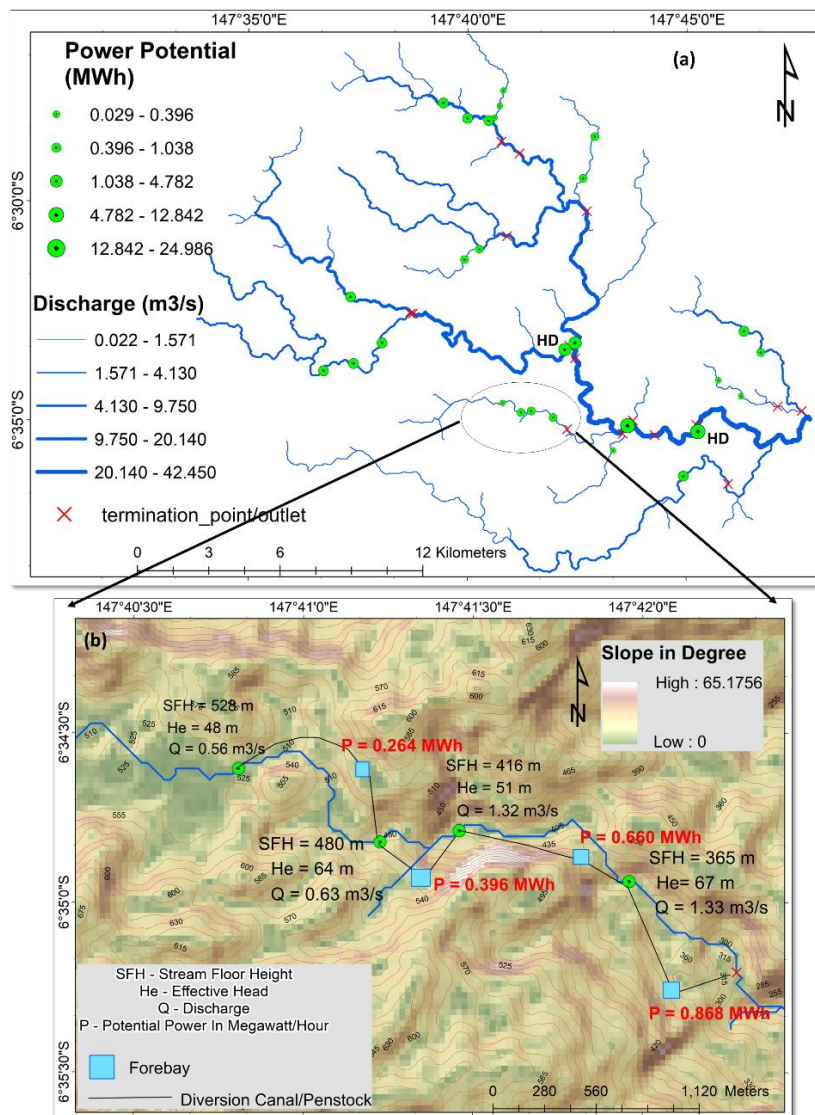 147°35'0"E 147°40'0"E 147°45'0"E
(a)
Power Potential
(MWh)
0.029 - 0.396
0.396 - 1.038
1.038 - 4.782
4.782 - 12.842
12.842 - 24.986
N
6°30'0"S
Discharge (m3/s)
0.022 - 1.571
1.571 - 4.130
4.130 - 9.750
9.750 - 20.140
20.140 - 42.450
HD
6°35'0"S
HD
termination_point/outlet
0 3 6 12 Kilometers
147°40'30"E 147°41'0"E 147°41'30"E 147°42'0"E
(b)
Slope in Degree
High : 65.1756
Low : 0
N
6°34'30"S
SFH = 528 m
He = 48 m
Q = 0.56 m3/s
P = 0.264 MWh
SFH = 416 m
He = 51 m
Q = 1.32 m3/s
SFH = 480 m
He = 64 m
Q = 0.63 m3/s
P = 0.396 MWh
P = 0.660 MWh
SFH = 365 m
He= 67 m
Q = 1.33 m3/s
6°35'0"S
P = 0.868 MWh
SFH - Stream Floor Height
He - Effective Head
Q - Discharge
P - Potential Power In Megawatt/Hour
Forebay
Diversion Canal/Penstock
6°35'30"S
0 280 560 1,120 Meters